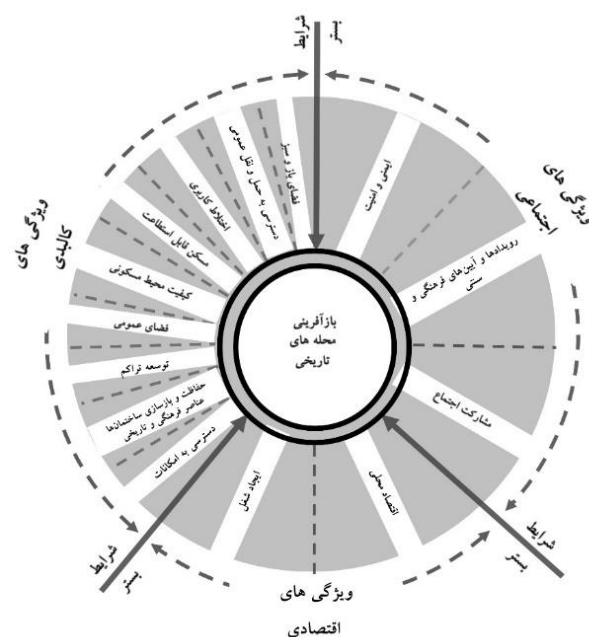 شرایط
بستر
ویژگی های
اجتماعی
ایمنی و امنیت
رویدادها و آیین‌های فرهنگی و
سنتی
مشارکت اجتماع
شرایط
بستر
اقتصاد محلی
ایجاد شغل
ویژگی های
اقتصادی
شرایط
بستر
ویژگی های
کالبدی
فضای باز و سبز
دسترسی به حمل و نقل عمومی
اختلاط کاربری
مسکن قابل استطاعت
کیفیت محیط مسکونی
فضای عمومی
توسعه تراکم
حفاظت و بازسازی ساختمان‌ها
عناصر فرهنگی و تاریخی
دسترسی به امکانات
بازآفرینی
محله های
تاریخی